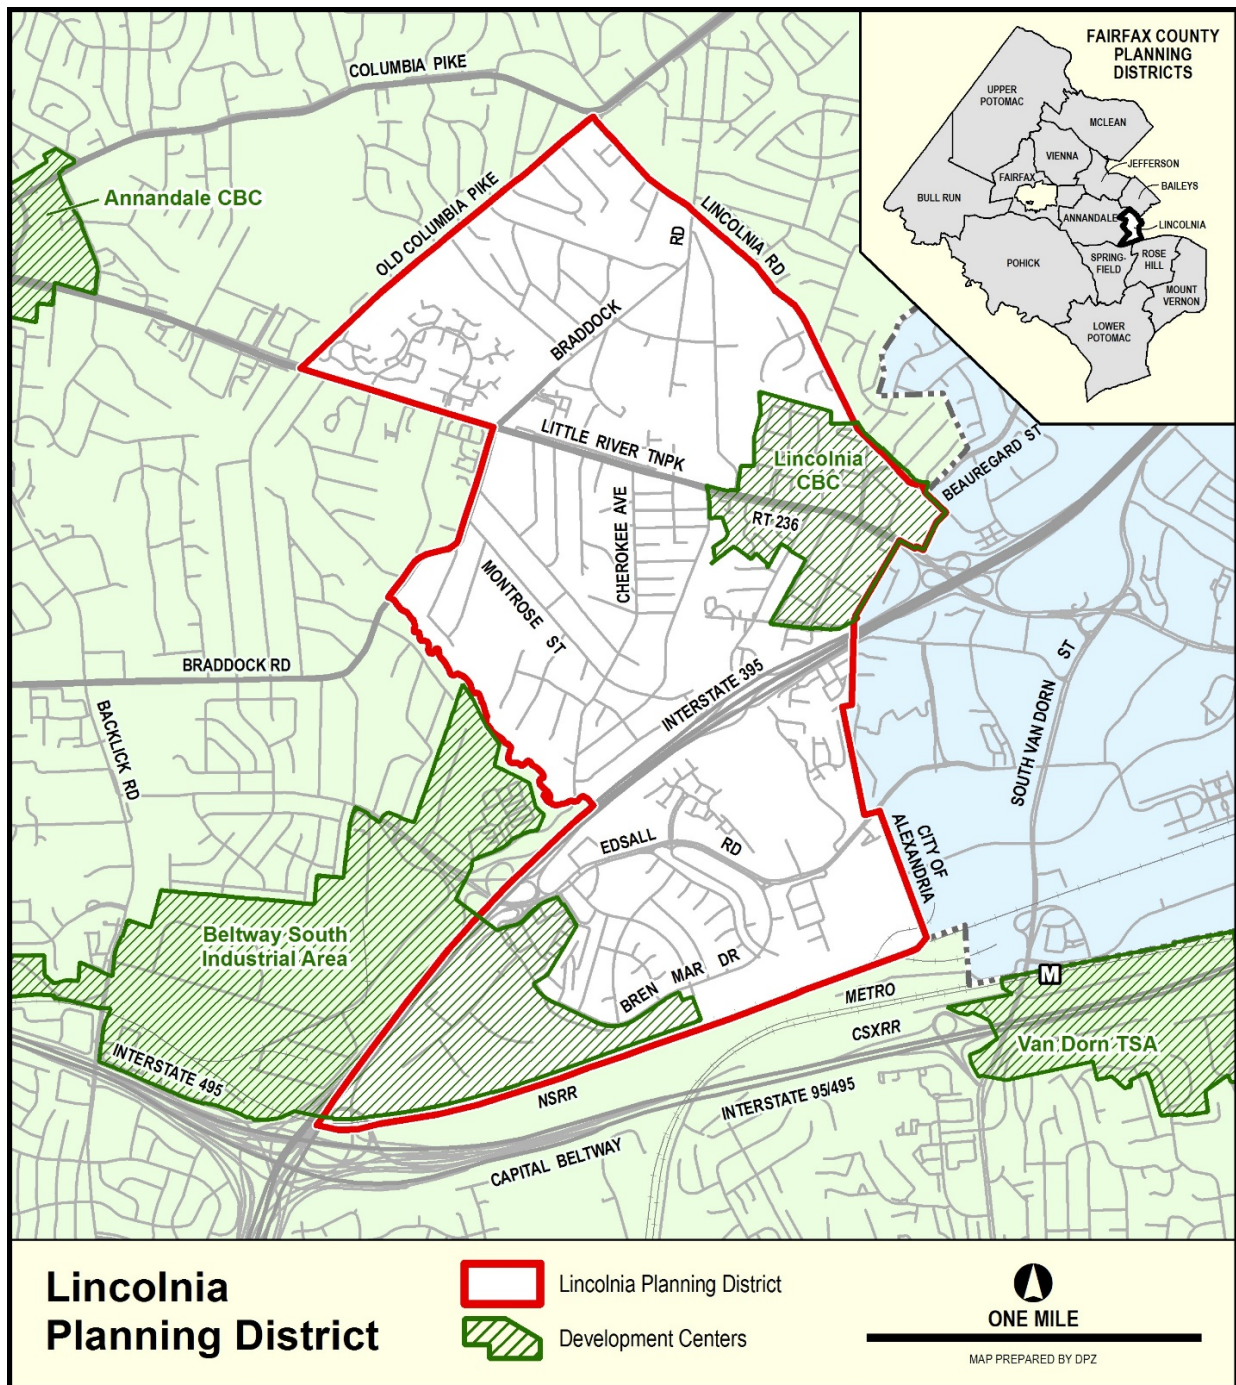 COLUMBIA PIKE
FAIRFAX COUNTY
PLANNING
DISTRICTS
UPPER
POTOMAC
MCLEAN
VIENNA
JEFFERSON
FAIRFAX
BAILEYS
BULL RUN
ANNANDALE
LINCOLNIA
POHICK
SPRING-
FIELD
ROSE
HILL
MOUNT
VERNON
LOWER
POTOMAC
Annandale CBC
OLD COLUMBIA PIKE
LINCOLNIA RD
RD
BRADDOCK
LITTLE RIVER TNPK
Lincolnia
CBC
BEAUREGARD ST
RT 236
CHEROKEE AVE
MONTROSE ST
BRADDOCK RD
INTERSTATE 395
BACKLICK RD
SOUTH VAN DORN ST
EDSALL RD
CITY OF
ALEXANDRIA
Beltway South
Industrial Area
BREN MAR DR
METRO
M
CSXRR
Van Dorn TSA
INTERSTATE 495
NSRR
INTERSTATE 95/495
CAPITAL BELTWAY
Lincolnia
Planning District
Lincolnia Planning District
Development Centers
ONE MILE
MAP PREPARED BY DPZ